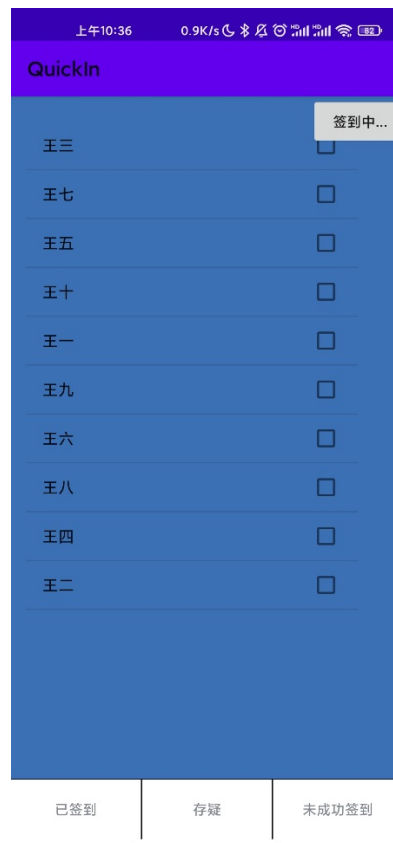 上午10:36 0.9K/s HD HD 82
QuickIn
签到中...
王三
王七
王五
王十
王一
王九
王六
王八
王四
王二
已签到 存疑 未成功签到